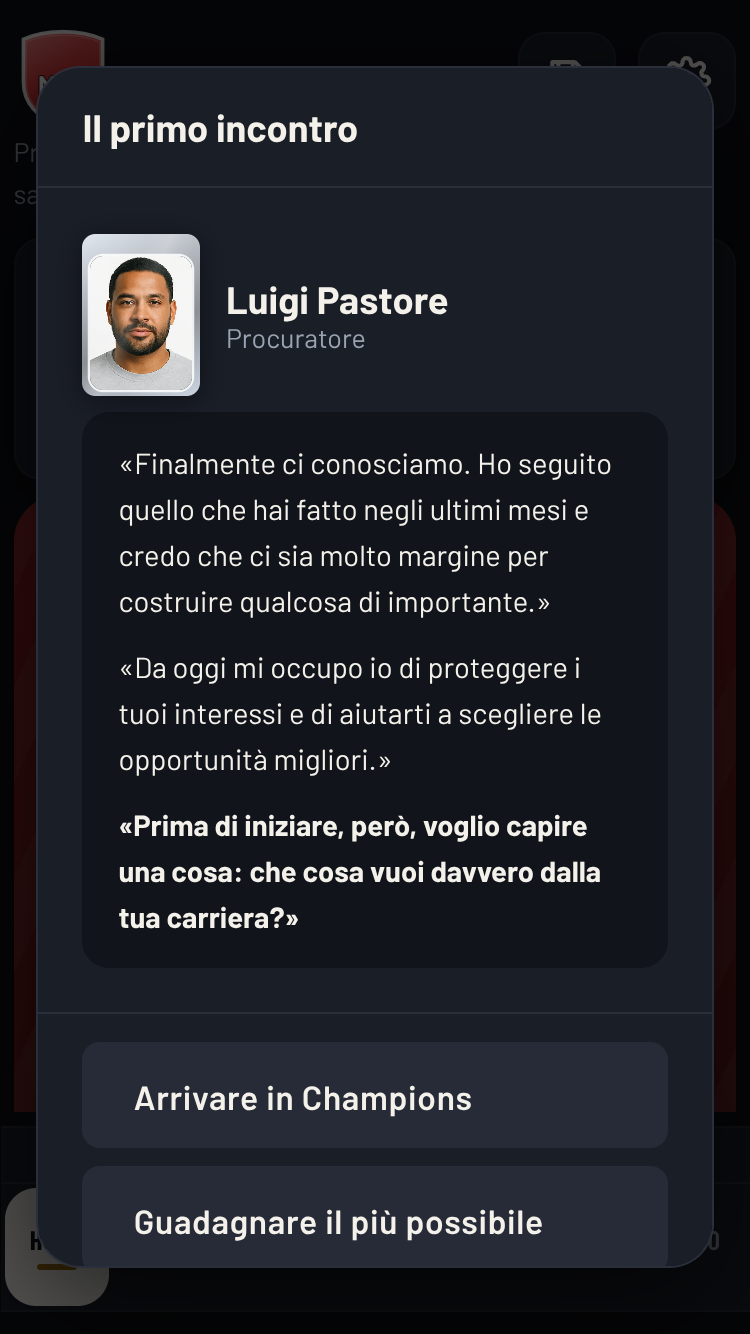 Il primo incontro
Luigi Pastore
Procuratore
«Finalmente ci conosciamo. Ho seguito
quello che hai fatto negli ultimi mesi e
credo che ci sia molto margine per
costruire qualcosa di importante.»
«Da oggi mi occupo io di proteggere i
tuoi interessi e di aiutarti a scegliere le
opportunità migliori.»
«Prima di iniziare, però, voglio capire
una cosa: che cosa vuoi davvero dalla
tua carriera?»
Arrivare in Champions
Guadagnare il più possibile